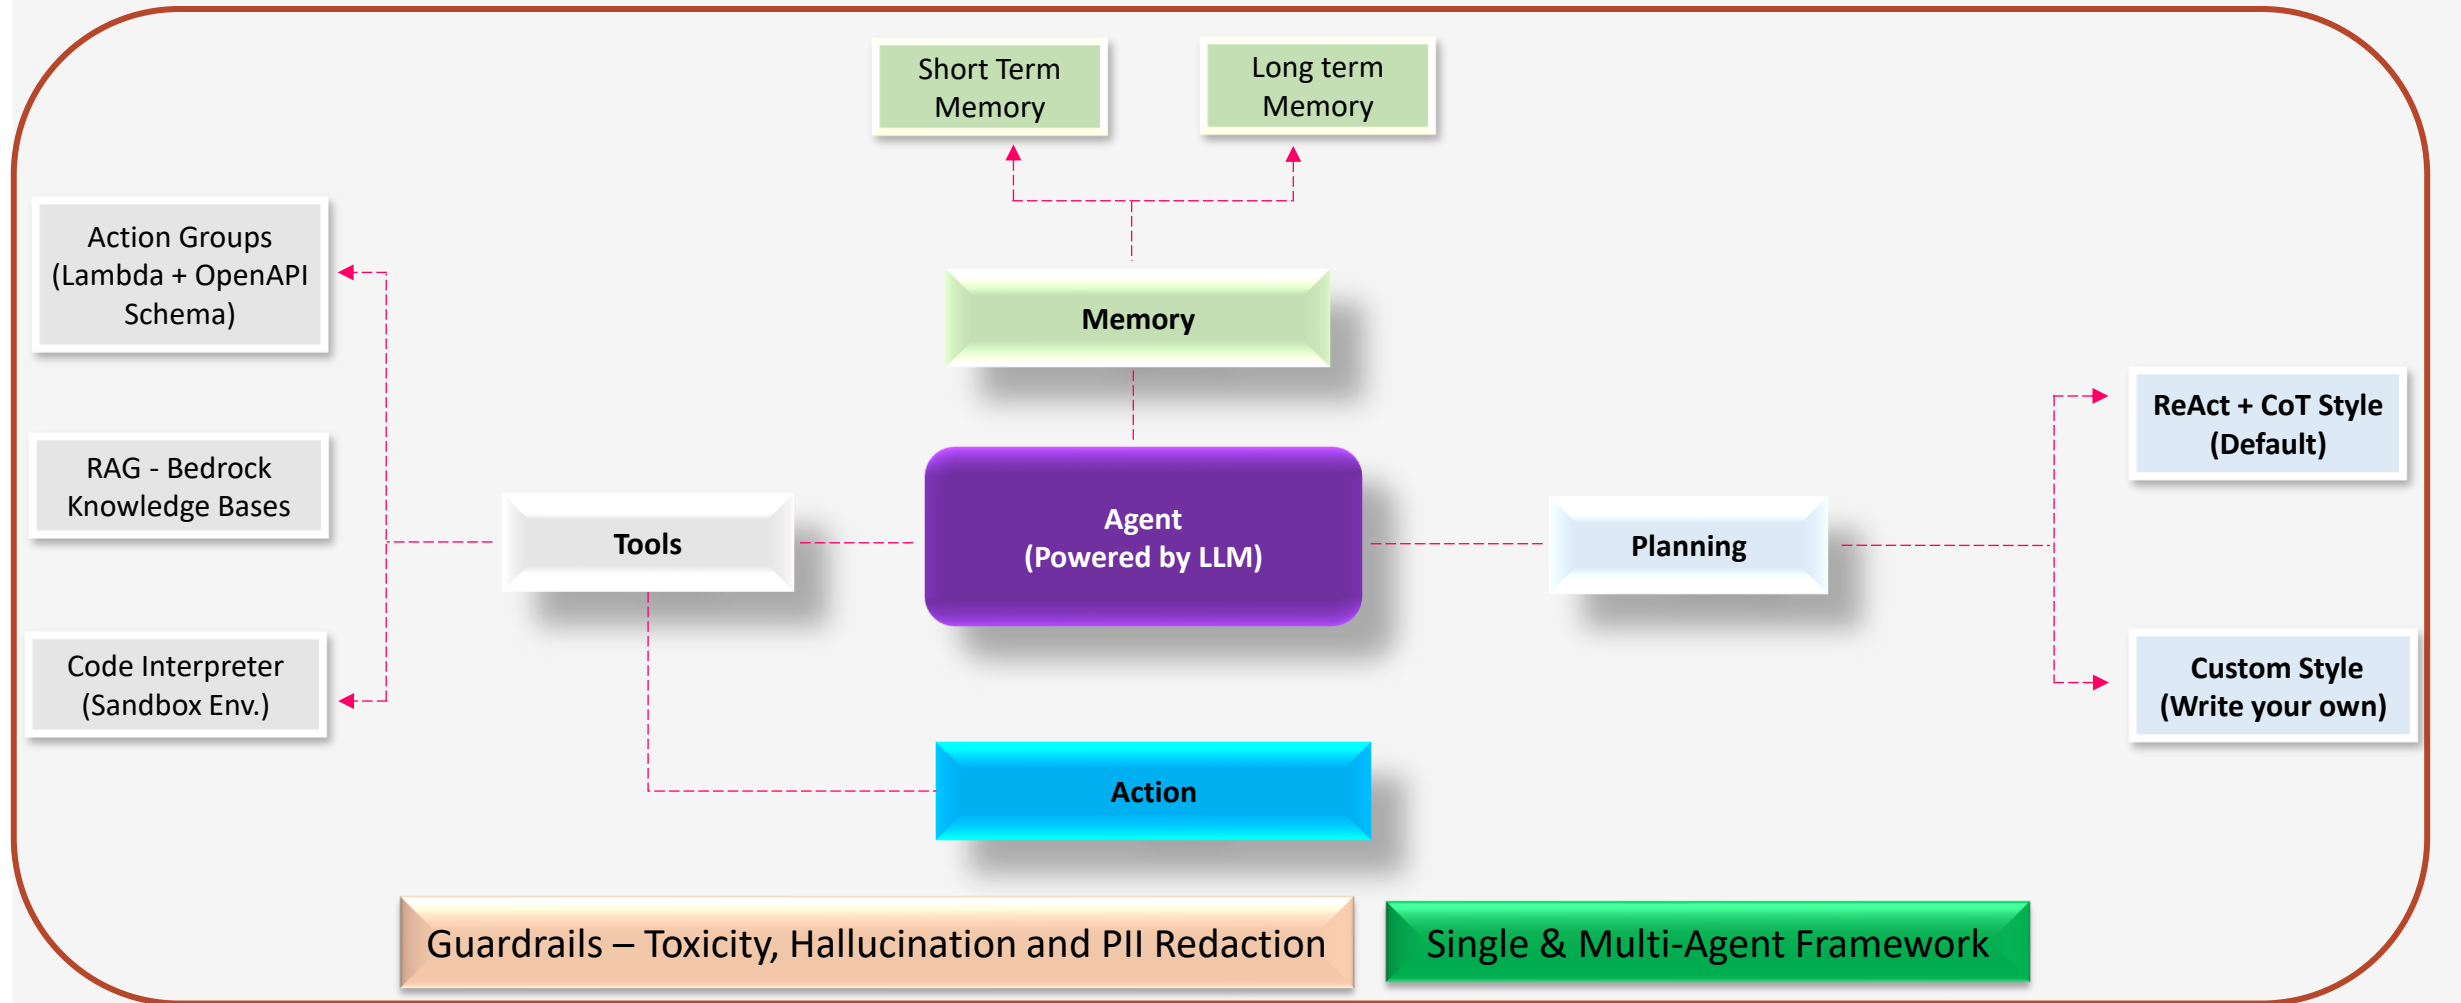 Short Term
Memory
Long term
Memory
Action Groups
(Lambda + OpenAPI
Schema)
Memory
ReAct + CoT Style
(Default)
RAG - Bedrock
Knowledge Bases
Tools
Agent
(Powered by LLM)
Planning
Code Interpreter
(Sandbox Env.)
Custom Style
(Write your own)
Action
Guardrails – Toxicity, Hallucination and PII Redaction
Single & Multi-Agent Framework